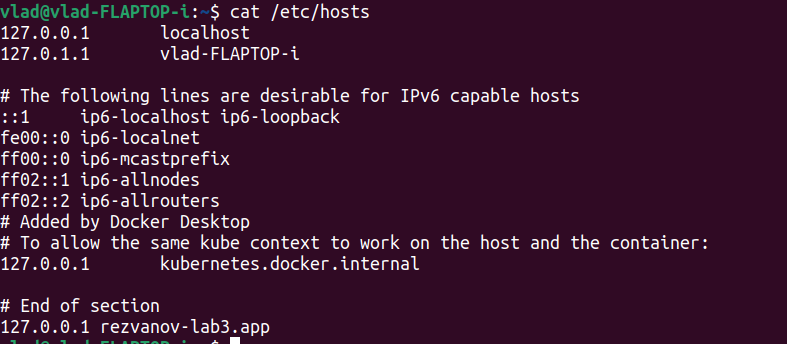 vlad@vlad-FLAPTOP-i:~$ cat /etc/hosts
127.0.0.1       localhost
127.0.1.1       vlad-FLAPTOP-i

# The following lines are desirable for IPv6 capable hosts
::1     ip6-localhost ip6-loopback
fe00::0 ip6-localnet
ff00::0 ip6-mcastprefix
ff02::1 ip6-allnodes
ff02::2 ip6-allrouters
# Added by Docker Desktop
# To allow the same kube context to work on the host and the container:
127.0.0.1       kubernetes.docker.internal

# End of section
127.0.0.1 rezvanov-lab3.app
vlad@vlad-FLAPTOP-i:~$